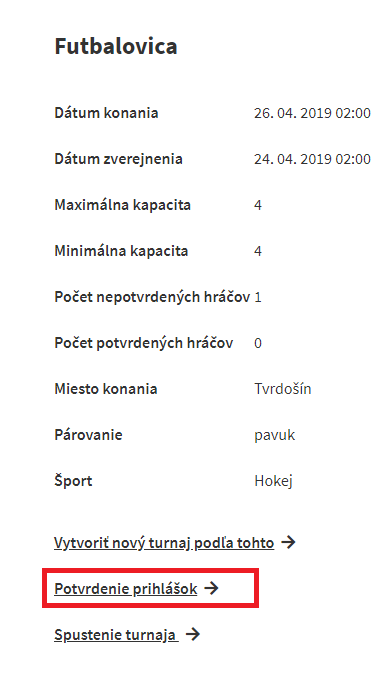 Futbalovica
Dátum konania 26. 04. 2019 02:00
Dátum zverejnenia 24. 04. 2019 02:00
Maximálna kapacita 4
Minimálna kapacita 4
Počet nepotvrdených hráčov 1
Počet potvrdených hráčov 0
Miesto konania Tvrdošín
Párovanie pavuk
Šport Hokej
Vytvoriť nový turnaj podľa tohto →
Potvrdenie prihlášok →
Spustenie turnaja →